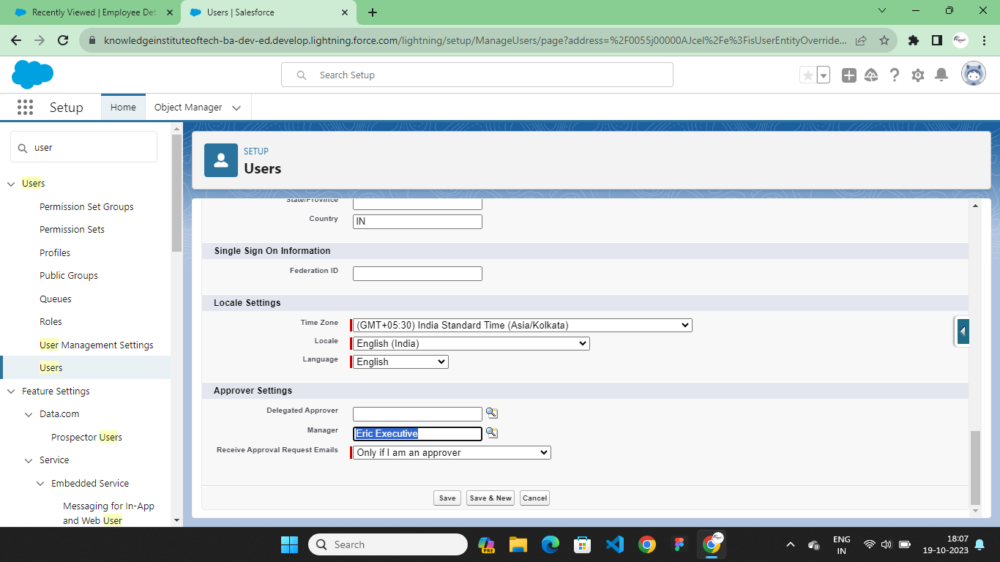 Recently Viewed | Employee Det
Users | Salesforce
knowledgeinstituteoftech-ba-dev-ed.develop.lightning.force.com/lightning/setup/ManageUsers/page?address=%2F0055j00000AJceI%2Fe%3FisUserEntityOverride...
Search Setup
Setup
Home
Object Manager
user
Users
Permission Set Groups
Permission Sets
Profiles
Public Groups
Queues
Roles
User Management Settings
Users
Feature Settings
Data.com
Prospector Users
Service
Embedded Service
Messaging for In-App
and Web User
SETUP
Users
State/Province
Country IN
Single Sign On Information
Federation ID
Locale Settings
Time Zone (GMT+05:30) India Standard Time (Asia/Kolkata)
Locale English (India)
Language English
Approver Settings
Delegated Approver
Manager Eric Executive
Receive Approval Request Emails Only if I am an approver
Save Save & New Cancel
Search
PRE
ENG
IN
18:07
19-10-2023